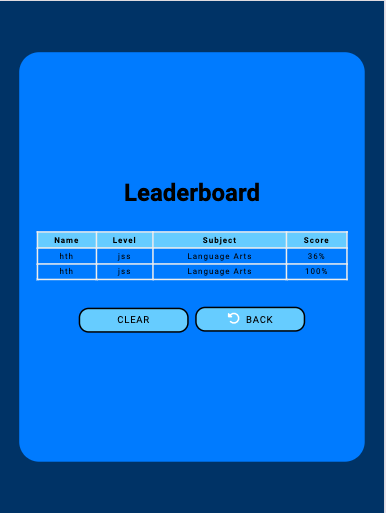 Leaderboard
Name Level Subject Score
hth jss Language Arts 36%
hth jss Language Arts 100%
CLEAR BACK